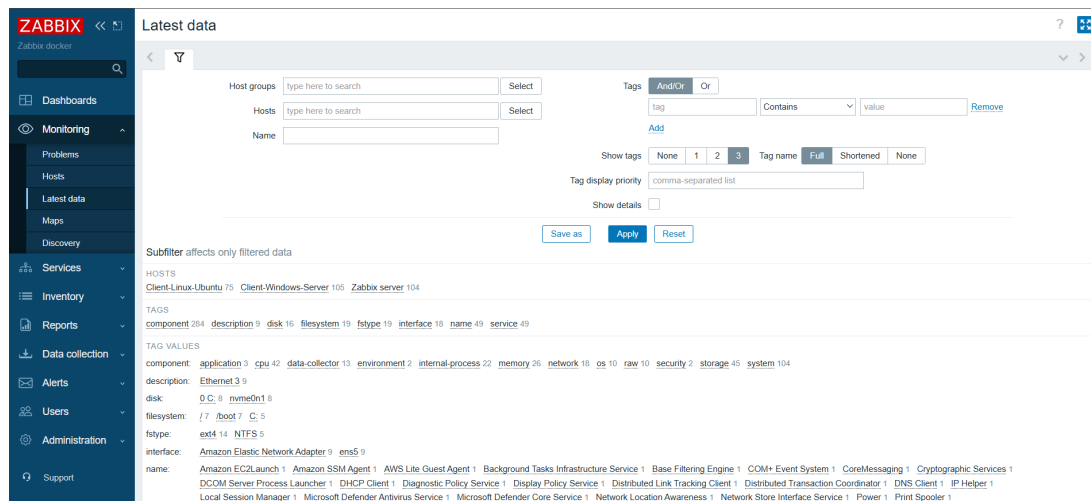 ZABBIX
Zabbix docker
Dashboards
Monitoring
Problems
Hosts
Latest data
Maps
Discovery
Services
Inventory
Reports
Data collection
Alerts
Users
Administration
Support
Latest data
?
Host groups type here to search Select
Hosts type here to search Select
Name
Tags And/Or Or
tag Contains value Remove
Add
Show tags None 1 2 3 Tag name Full Shortened None
Tag display priority comma-separated list
Show details
Save as Apply Reset
Subfilter affects only filtered data
HOSTS
Client-Linux-Ubuntu 75 Client-Windows-Server 105 Zabbix server 104
TAGS
component 284 description 9 disk 16 filesystem 19 fstype 19 interface 18 name 49 service 49
TAG VALUES
component: application 3 cpu 42 data-collector 13 environment 2 internal-process 22 memory 26 network 18 os 10 raw 10 security 2 storage 45 system 104
description: Ethernet 3 9
disk: 0 C: 8 nvme0n1 8
filesystem: / 7 /boot 7 C: 5
fstype: ext4 14 NTFS 5
interface: Amazon Elastic Network Adapter 9 ens5 9
name: Amazon EC2Launch 1 Amazon SSM Agent 1 AWS Lite Guest Agent 1 Background Tasks Infrastructure Service 1 Base Filtering Engine 1 COM+ Event System 1 CoreMessaging 1 Cryptographic Services 1
DCOM Server Process Launcher 1 DHCP Client 1 Diagnostic Policy Service 1 Display Policy Service 1 Distributed Link Tracking Client 1 Distributed Transaction Coordinator 1 DNS Client 1 IP Helper 1
Local Session Manager 1 Microsoft Defender Antivirus Service 1 Microsoft Defender Core Service 1 Network Location Awareness 1 Network Store Interface Service 1 Power 1 Print Spooler 1